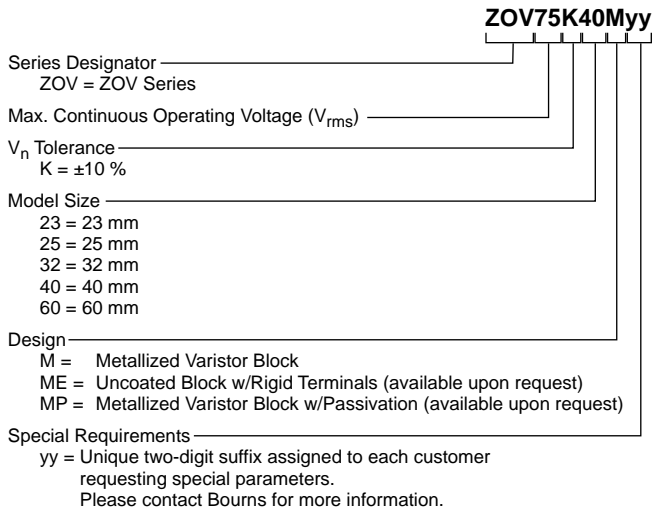 ZOV75K40Myy
Series Designator
ZOV = ZOV Series
Max. Continuous Operating Voltage (Vrms)
Vn Tolerance
K = ±10 %
Model Size
23 = 23 mm
25 = 25 mm
32 = 32 mm
40 = 40 mm
60 = 60 mm
Design
M = Metallized Varistor Block
ME = Uncoated Block w/Rigid Terminals (available upon request)
MP = Metallized Varistor Block w/Passivation (available upon request)
Special Requirements
yy = Unique two-digit suffix assigned to each customer
requesting special parameters.
Please contact Bourns for more information.